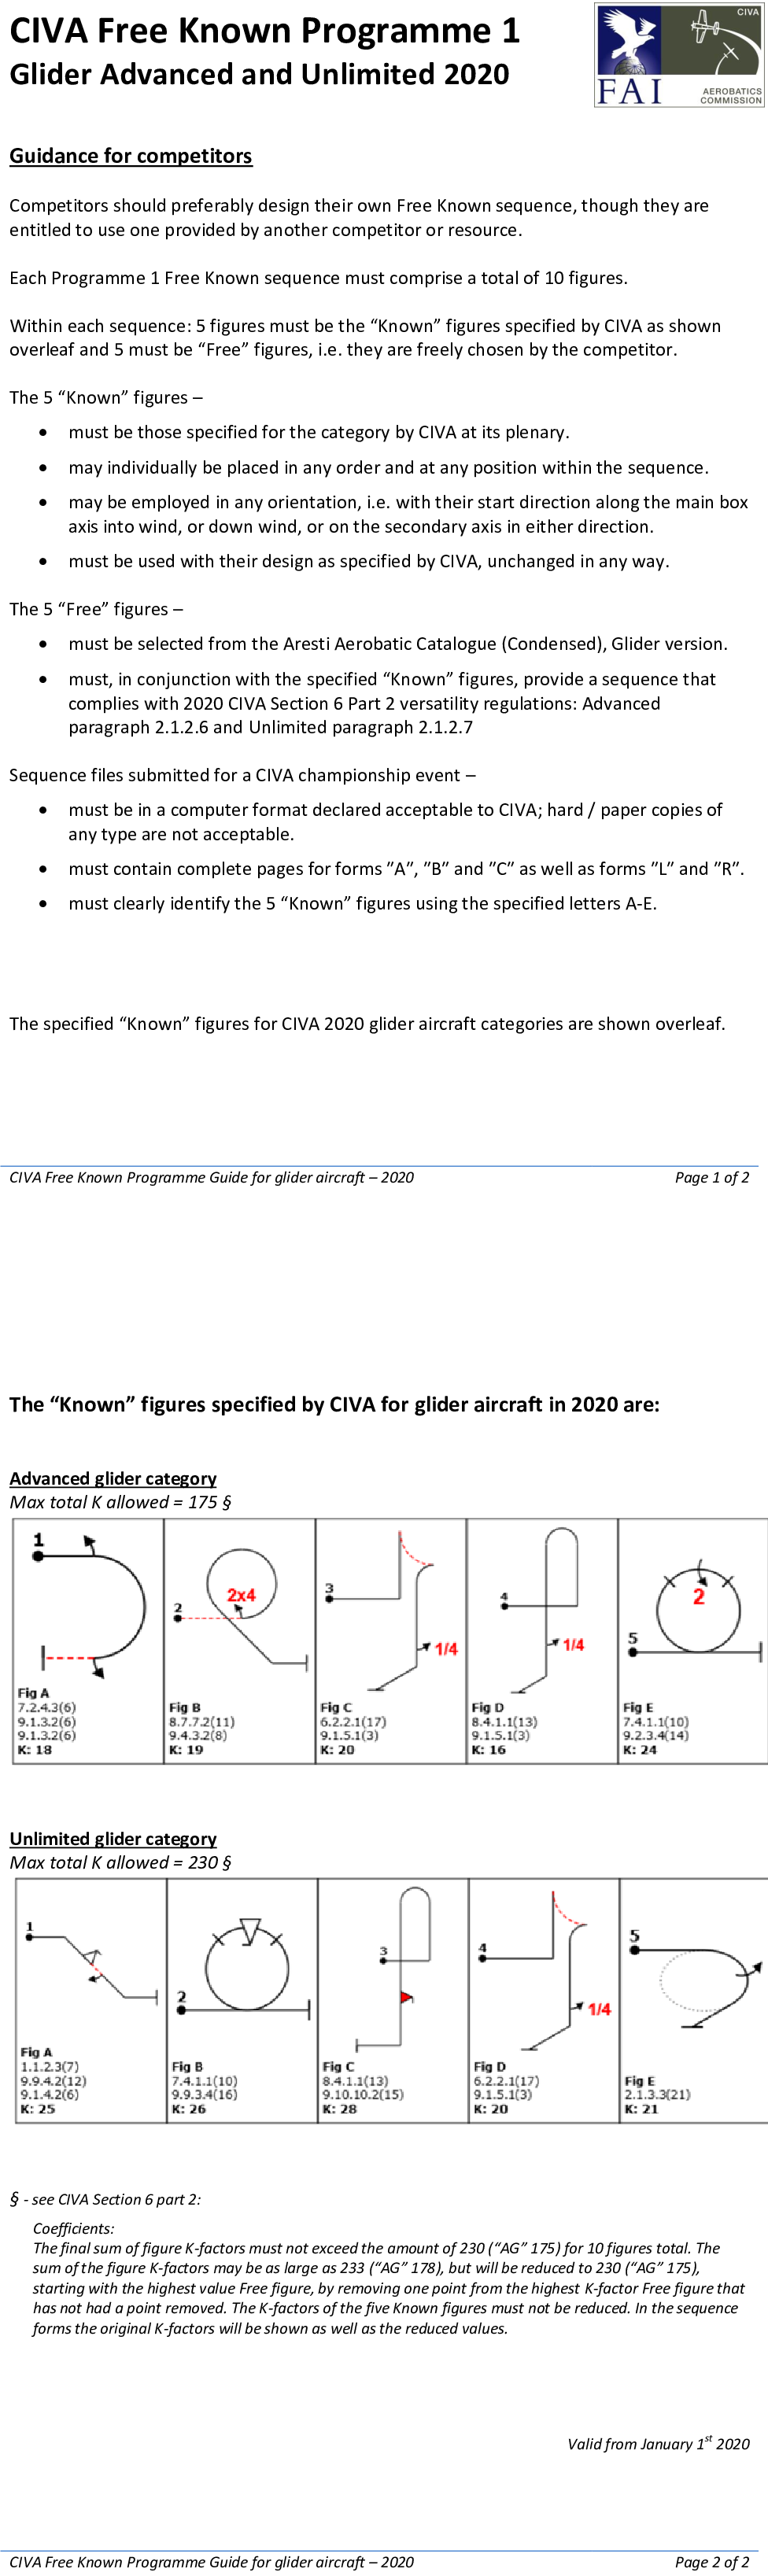 CIVA Free Known Programme 1
Glider Advanced and Unlimited 2020
CIVA
FAI
AEROBATICS
COMMISSION
Guidance for competitors
Competitors should preferably design their own Free Known sequence, though they are
entitled to use one provided by another competitor or resource.
Each Programme 1 Free Known sequence must comprise a total of 10 figures.
Within each sequence: 5 figures must be the “Known” figures specified by CIVA as shown
overleaf and 5 must be “Free” figures, i.e. they are freely chosen by the competitor.
The 5 “Known” figures –
• must be those specified for the category by CIVA at its plenary.
• may individually be placed in any order and at any position within the sequence.
• may be employed in any orientation, i.e. with their start direction along the main box
axis into wind, or down wind, or on the secondary axis in either direction.
• must be used with their design as specified by CIVA, unchanged in any way.
The 5 “Free” figures –
• must be selected from the Aresti Aerobatic Catalogue (Condensed), Glider version.
• must, in conjunction with the specified “Known” figures, provide a sequence that
complies with 2020 CIVA Section 6 Part 2 versatility regulations: Advanced
paragraph 2.1.2.6 and Unlimited paragraph 2.1.2.7
Sequence files submitted for a CIVA championship event –
• must be in a computer format declared acceptable to CIVA; hard / paper copies of
any type are not acceptable.
• must contain complete pages for forms ”A”, ”B” and ”C” as well as forms ”L” and ”R”.
• must clearly identify the 5 “Known” figures using the specified letters A-E.
The specified “Known” figures for CIVA 2020 glider aircraft categories are shown overleaf.
CIVA Free Known Programme Guide for glider aircraft – 2020 Page 1 of 2
The “Known” figures specified by CIVA for glider aircraft in 2020 are:
Advanced glider category
Max total K allowed = 175 §
1
Fig A
7.2.4.3(6)
9.1.3.2(6)
9.1.3.2(6)
K: 18
2
2x4
Fig B
8.7.7.2(11)
9.4.3.2(8)
K: 19
3
1/4
Fig C
6.2.2.1(17)
9.1.5.1(3)
K: 20
4
1/4
Fig D
8.4.1.1(13)
9.1.5.1(3)
K: 16
2
5
Fig E
7.4.1.1(10)
9.2.3.4(14)
K: 24
Unlimited glider category
Max total K allowed = 230 §
1
Fig A
1.1.2.3(7)
9.9.4.2(12)
9.1.4.2(6)
K: 25
2
Fig B
7.4.1.1(10)
9.9.3.4(16)
K: 26
3
Fig C
8.4.1.1(13)
9.10.10.2(15)
K: 28
4
1/4
Fig D
6.2.2.1(17)
9.1.5.1(3)
K: 20
5
Fig E
2.1.3.3(21)
K: 21
§ - see CIVA Section 6 part 2:
Coefficients:
The final sum of figure K-factors must not exceed the amount of 230 (“AG” 175) for 10 figures total. The
sum of the figure K-factors may be as large as 233 (“AG” 178), but will be reduced to 230 (“AG” 175),
starting with the highest value Free figure, by removing one point from the highest K-factor Free figure that
has not had a point removed. The K-factors of the five Known figures must not be reduced. In the sequence
forms the original K-factors will be shown as well as the reduced values.
Valid from January 1st 2020
CIVA Free Known Programme Guide for glider aircraft – 2020 Page 2 of 2